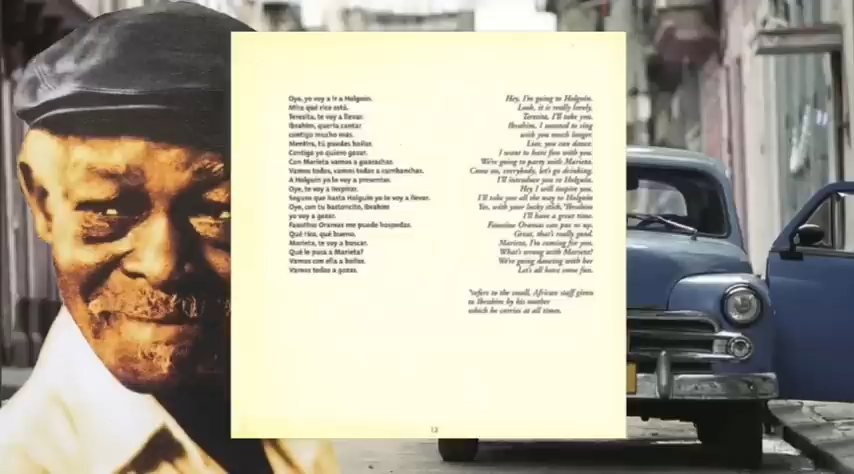 Oye, yo voy a ir a Holguín.
Mira qué rico está.
Teresita, te voy a llevar.
Ibrahim, quería cantar
contigo mucho más.
Mentira, tú puedes bailar.
Contigo yo quiero gozar.
Con Marieta vamos a guarachar.
Vamos todos, vamos todos a cumbanchar.
A Holguín yo te voy a presentar.
Oye, te voy a inspirar.
Seguro que hasta Holguín yo te voy a llevar.
Oye, con tu bastoncito, Ibrahim
yo voy a gozar.
Faustino Oramas me puede hospedar.
Qué rico, qué bueno.
Marieta, te voy a buscar.
Qué le pasa a Marieta?
Vamos con ella a bailar.
Vamos todos a gozar.
Hey, I'm going to Holguín.
Look, it is really lovely.
Teresita, I'll take you.
Ibrahim, I wanted to sing
with you much longer.
Liar, you can dance.
I want to have fun with you.
We're going to party with Marieta.
Come on, everybody, let's go drinking.
I'll introduce you to Holguín.
Hey I will inspire you.
I'll take you all the way to Holguín
Yes, with your lucky stick,*Ibrahim
I'll have a great time.
Faustino Oramas can put us up.
Great, that's really good.
Marieta, I'm coming for you.
What's wrong with Marieta?
We're going dancing with her
Let's all have some fun.
*refers to the small, African staff given
to Ibrahim by his mother
which he carries at all times.